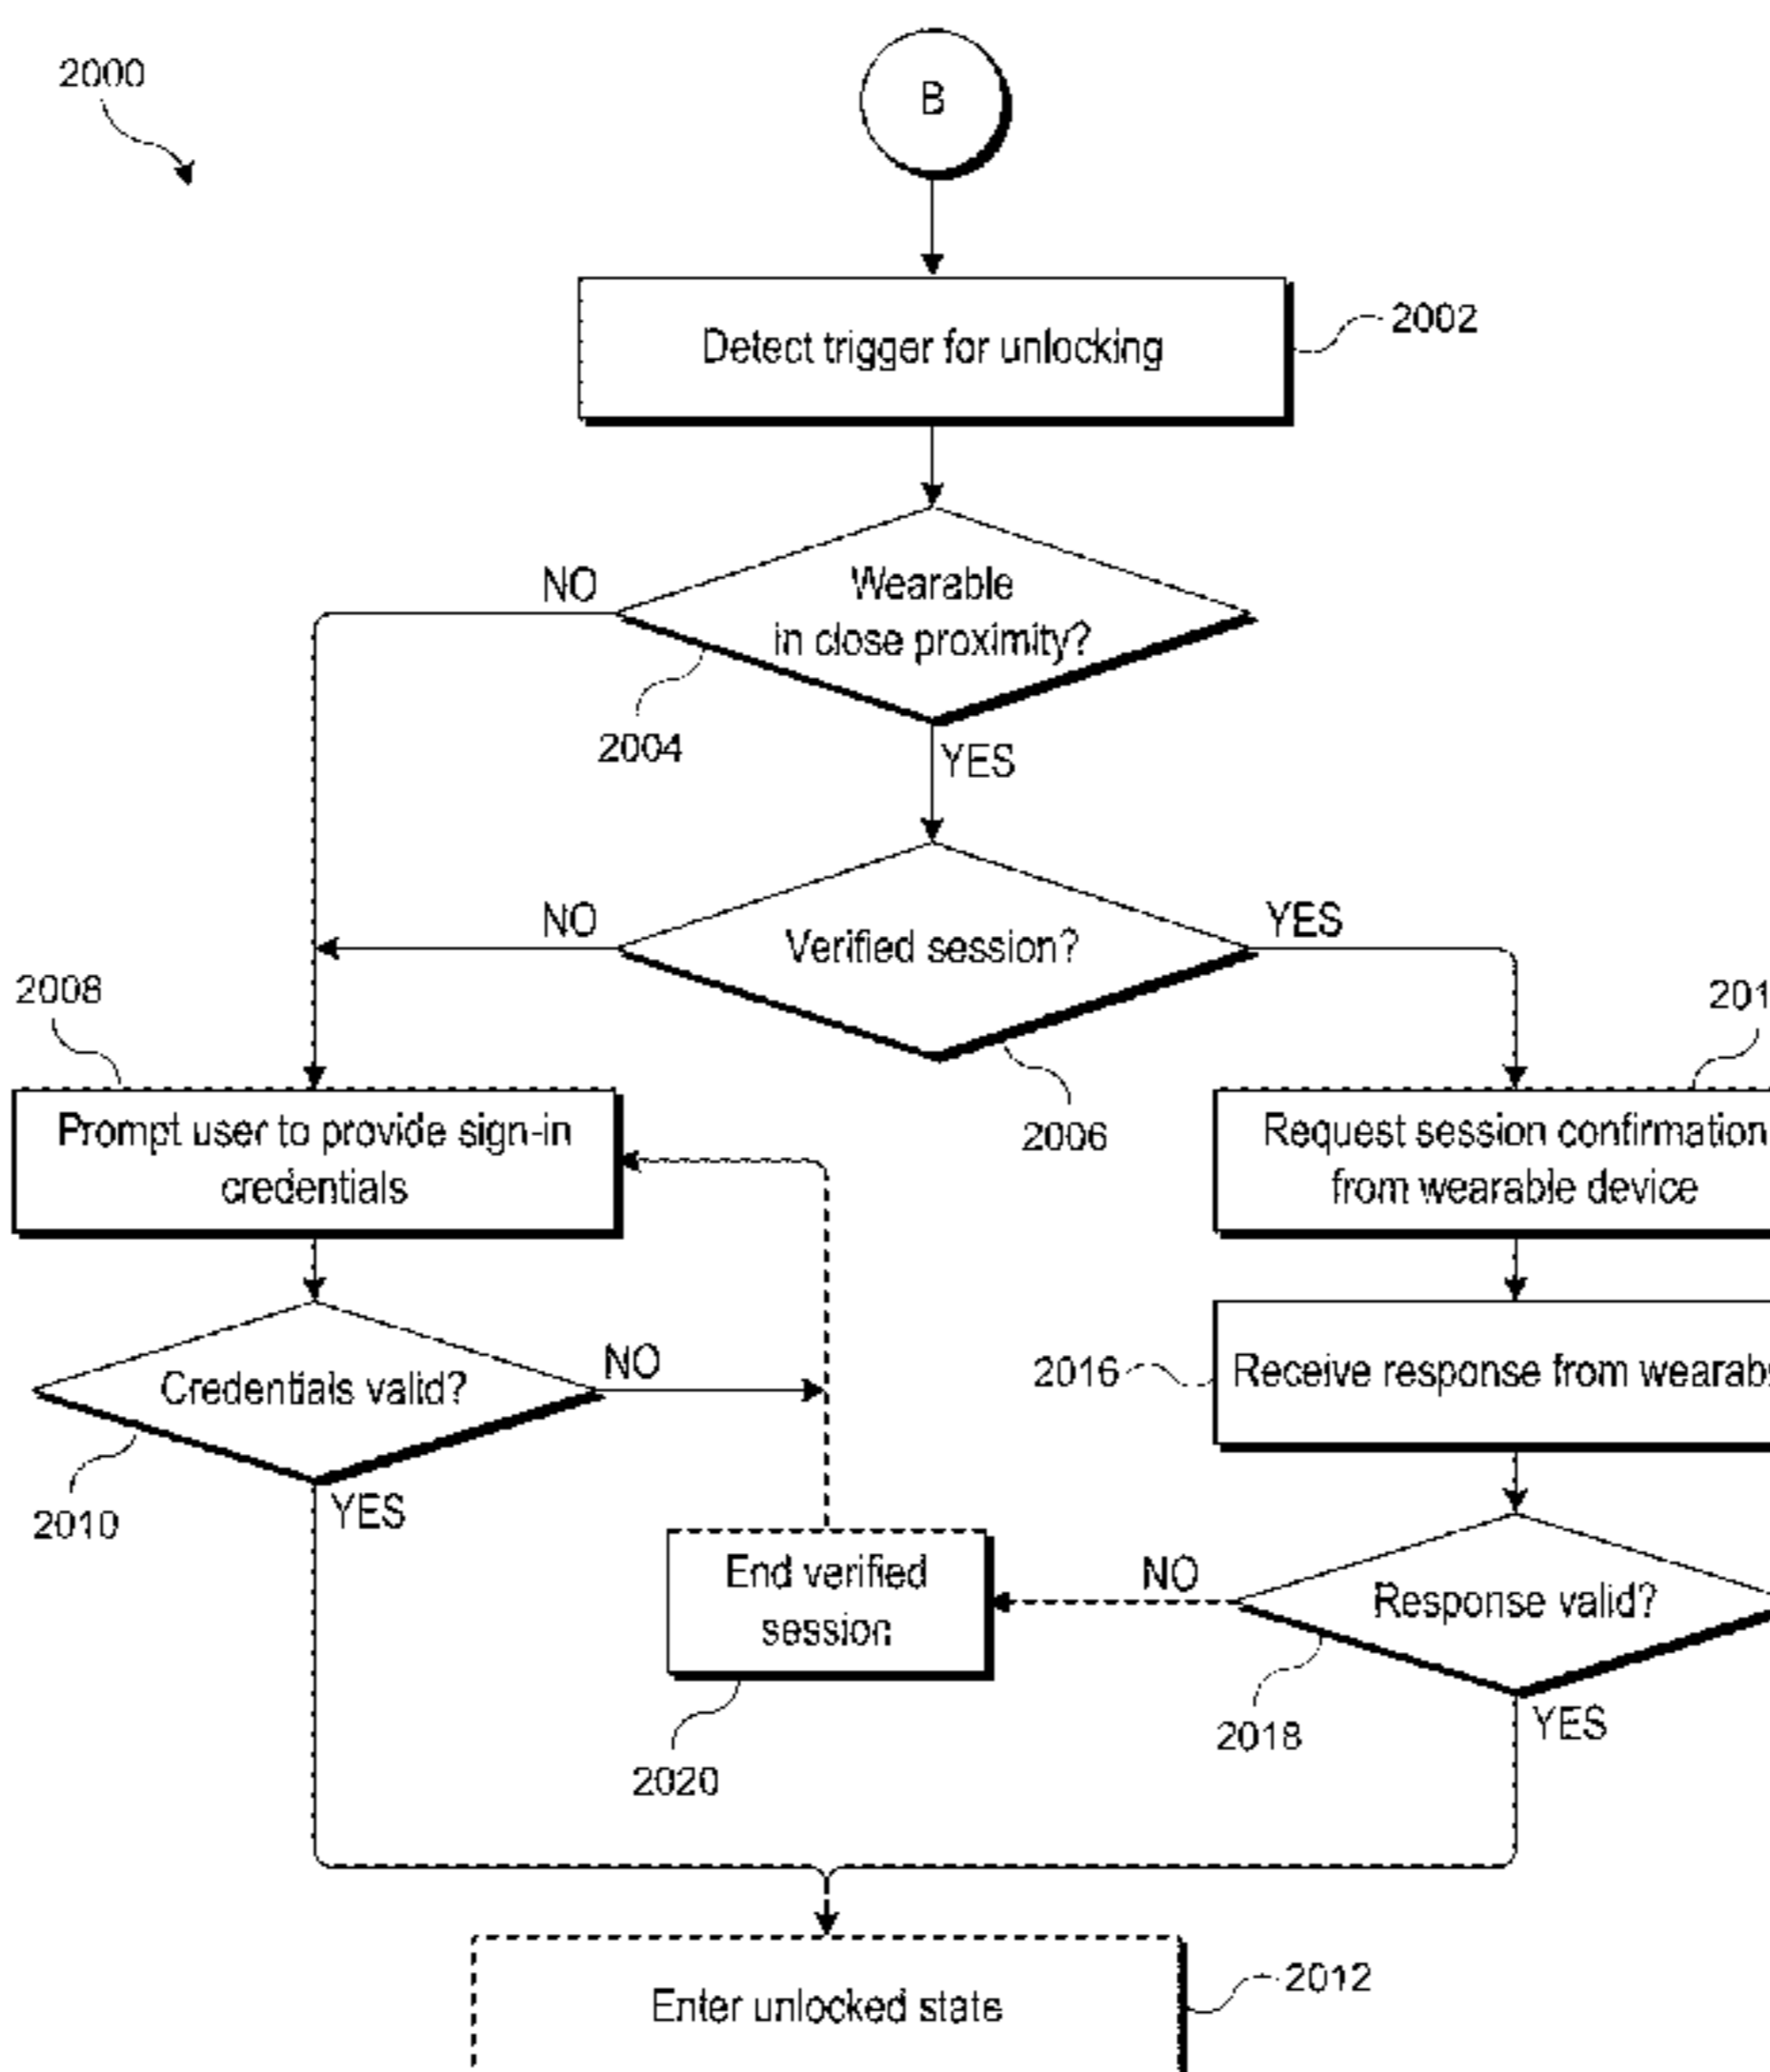 2000
B
Detect trigger for unlocking
2002
NO
Wearable
in close proximity?
2004
YES
NO
Verified session?
YES
2008
201
2006
Prompt user to provide sign-in
credentials
Request session confirmation
from wearable device
Credentials valid?
NO
2016
Receive response from
2010
YES
End verified
session
NO
Response valid?
2020
2018
YES
Enter unlocked state
2012